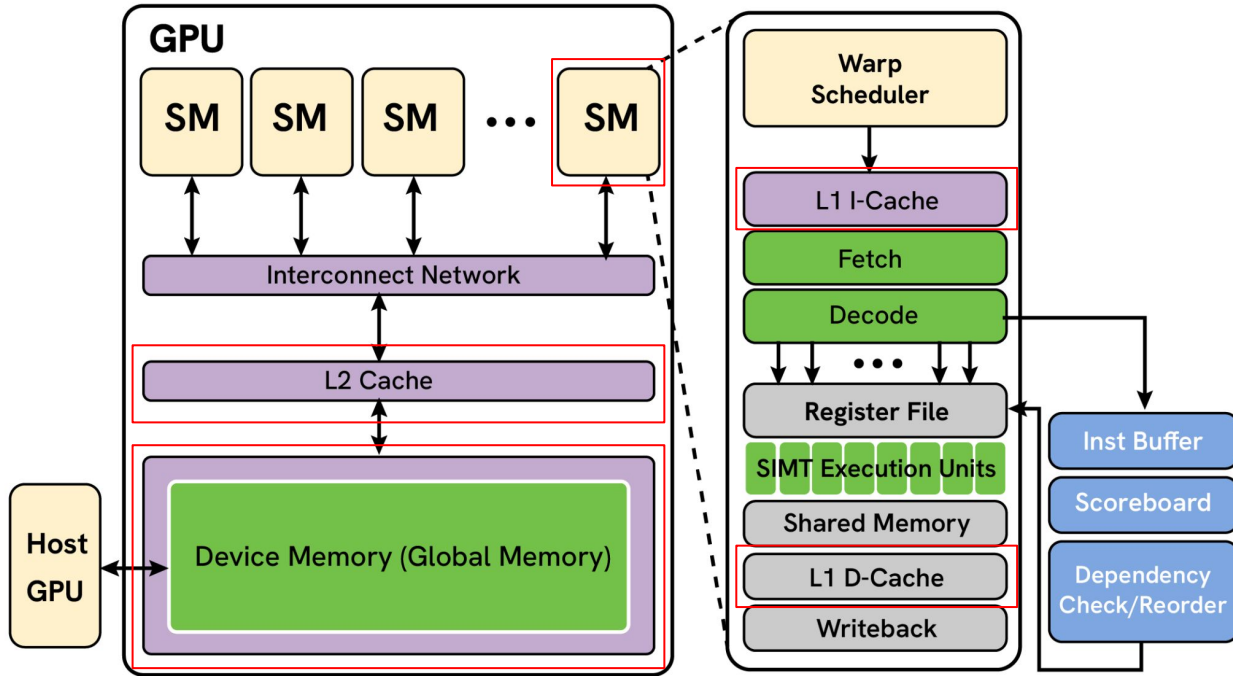 GPU
SM
SM
SM
SM
Interconnect Network
L2 Cache
Device Memory (Global Memory)
Host
GPU
Warp
Scheduler
L1 I-Cache
Fetch
Decode
Register File
SIMT Execution Units
Shared Memory
L1 D-Cache
Writeback
Inst Buffer
Scoreboard
Dependency
Check/Reorder